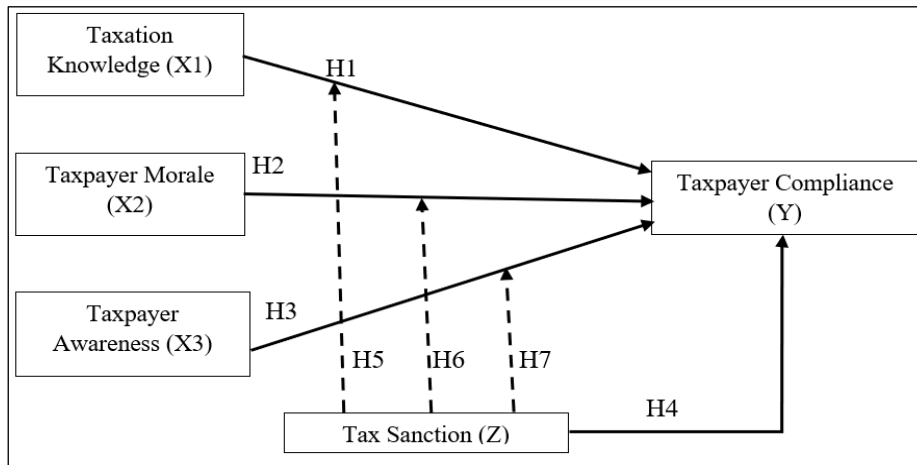 Taxation
Knowledge (X1)
H1
Taxpayer Morale
(X2)
H2
Taxpayer Compliance
(Y)
Taxpayer
Awareness (X3)
H3
H5
H6
H7
H4
Tax Sanction (Z)